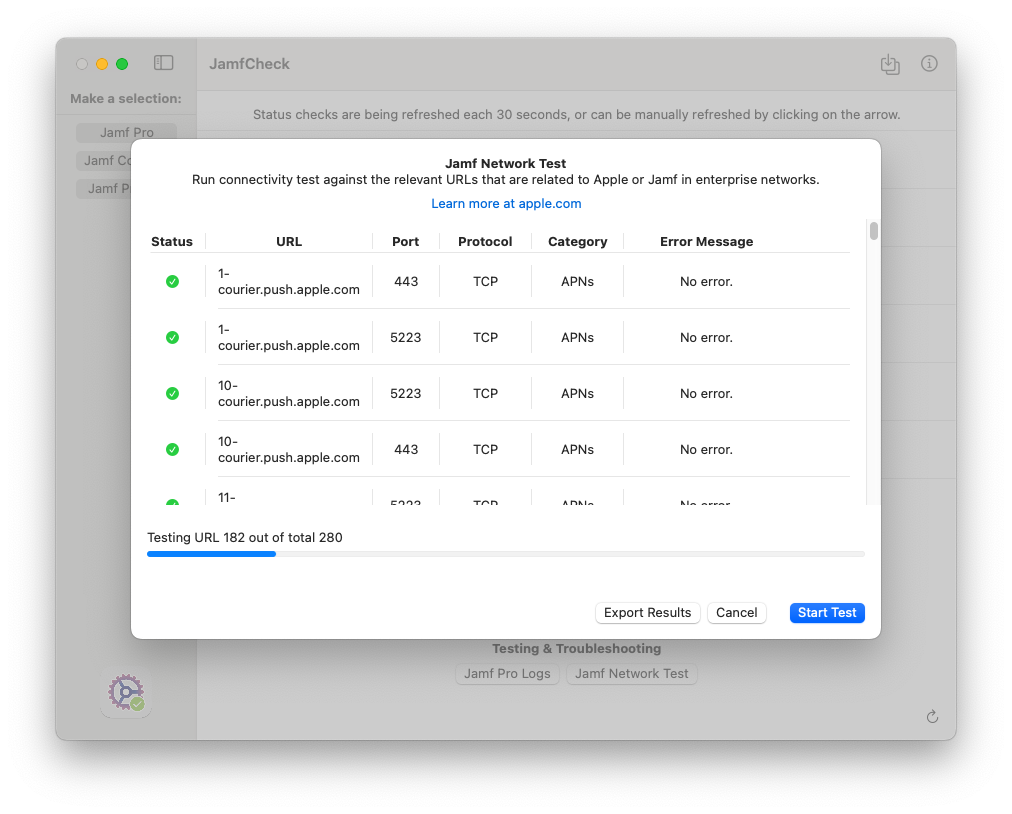 JamfCheck
Make a selection:
Status checks are being refreshed each 30 seconds, or can be manually refreshed by clicking on the arrow.
Jamf Pro
Jamf Co
Jamf P
Jamf Network Test
Run connectivity test against the relevant URLs that are related to Apple or Jamf in enterprise networks.
Learn more at apple.com
Status URL Port Protocol Category Error Message
1-
courier.push.apple.com 443 TCP APNs No error.
1-
courier.push.apple.com 5223 TCP APNs No error.
10-
courier.push.apple.com 5223 TCP APNs No error.
10-
courier.push.apple.com 443 TCP APNs No error.
11-
5223 TCP APNs No error.
Testing URL 182 out of total 280
Export Results Cancel Start Test
Testing & Troubleshooting
Jamf Pro Logs Jamf Network Test